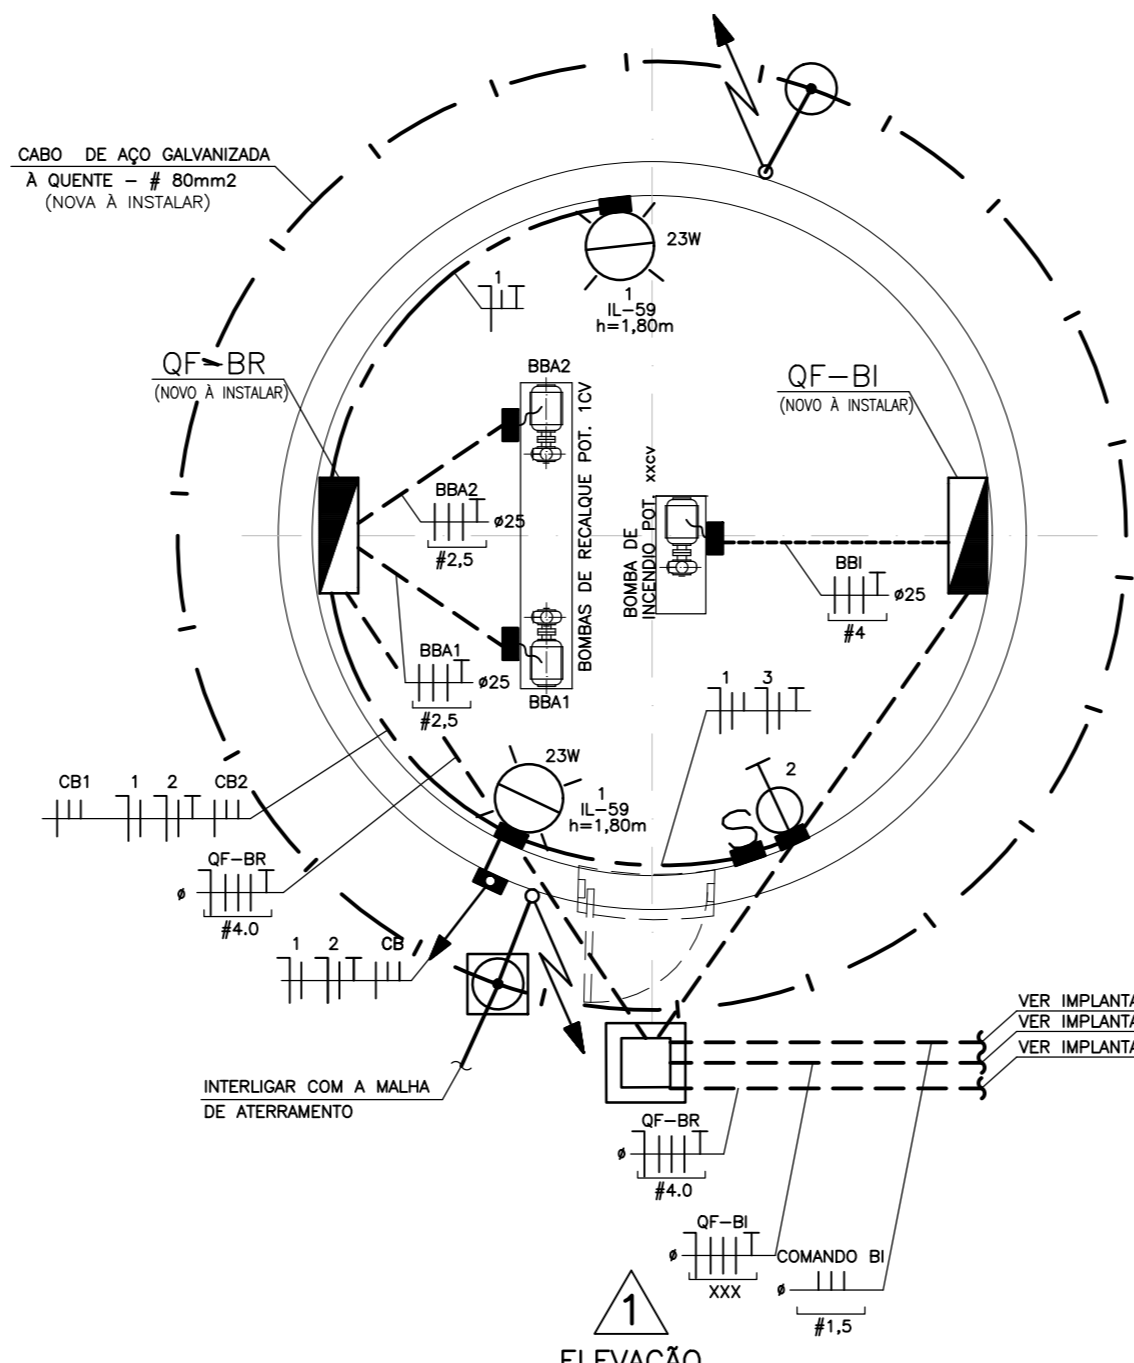 CABO DE AÇO GALVANIZADA
À QUENTE - # 80mm2
(NOVA À INSTALAR)
23W
1
IL-59
h=1,80m
1
QF-BR
(NOVO À INSTALAR)
QF-BI
(NOVO À INSTALAR)
BBA2
BOMBAS DE RECALQUE POT. 1CV
BOMBA DE
INCENDIO POT xxcv
BBA2
ø25
#2,5
BBI
ø25
#4
BBA1
ø25
#2,5
BBA1
1 3
23W
1
IL-59
h=1,80m
2
S
CB1 1 2 CB2
QF-BR
ø
#4.0
1 2 CB
INTERLIGAR COM A MALHA
DE ATERRAMENTO
VER IMPLANTA
VER IMPLANTA
VER IMPLANTA
QF-BR
ø
#4.0
QF-BI
ø
XXX
COMANDO BI
ø
#1,5
1
ELEVAÇÃO